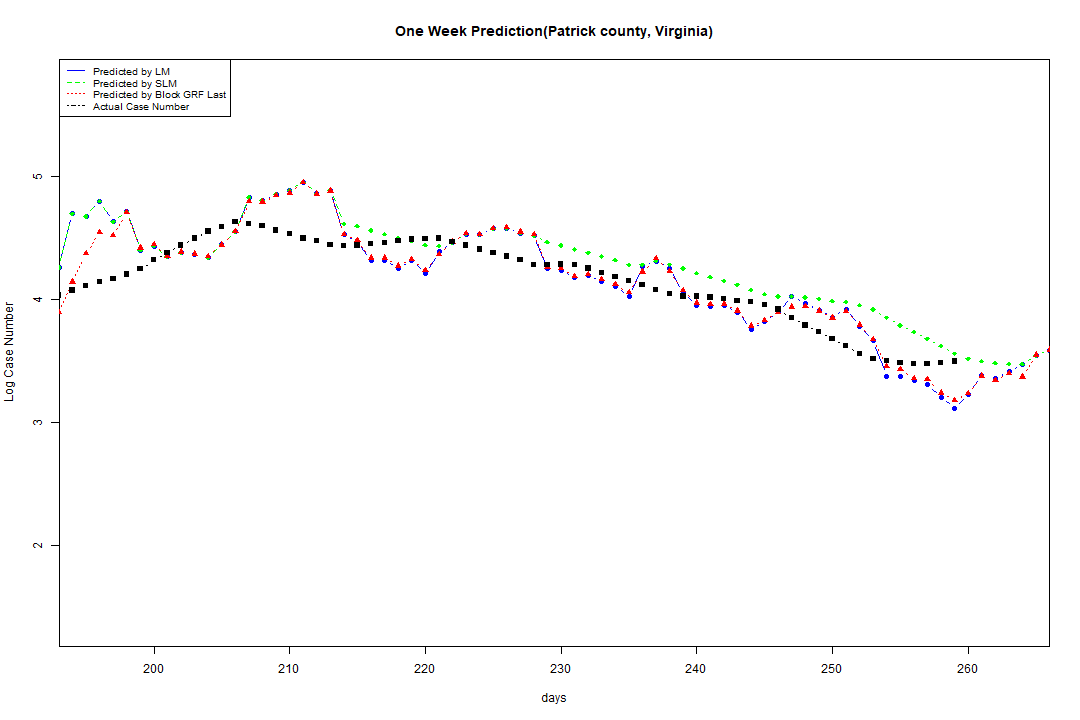 One Week Prediction(Patrick county, Virginia)
Predicted by LM
Predicted by SLM
Predicted by Block GRF Last
Actual Case Number
5
4
3
2
Log Case Number
200 210 220 230 240 250 260
days